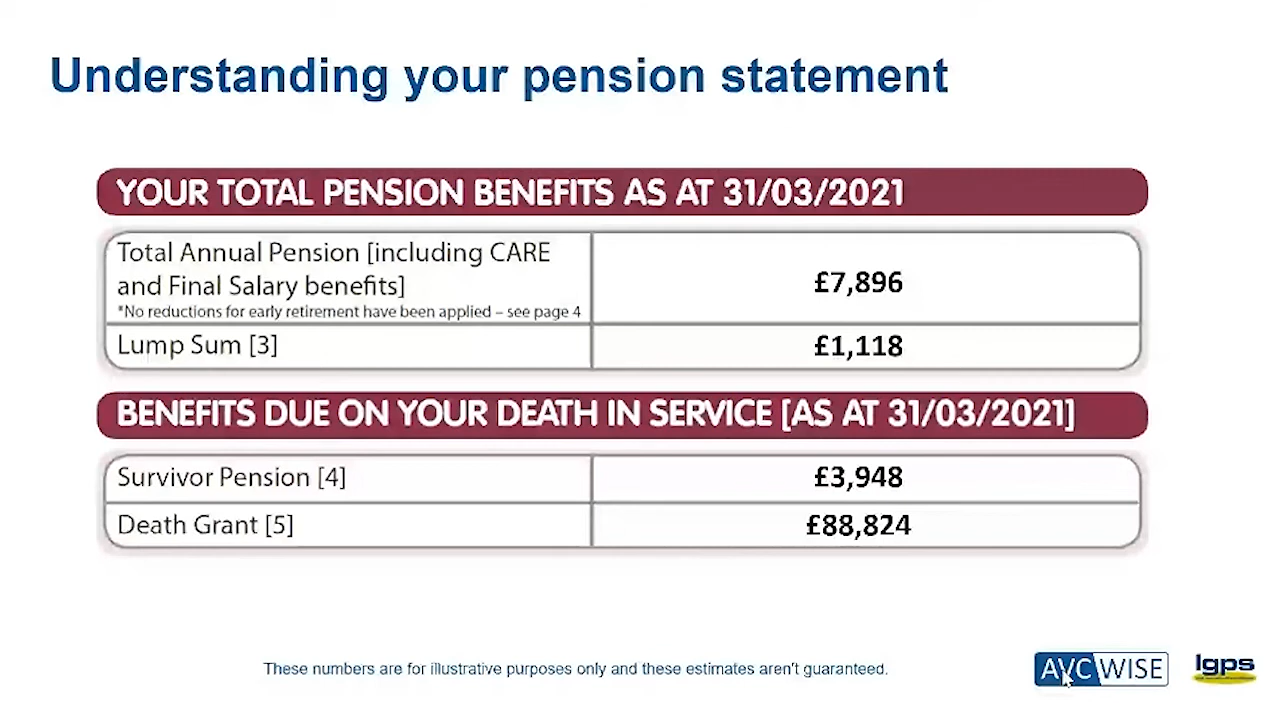 Understanding your pension statement
YOUR TOTAL PENSION BENEFITS AS AT 31/03/2021
Total Annual Pension [including CARE
and Final Salary benefits]
*No reductions for early retirement have been applied – see page 4
£7,896
Lump Sum [3]
£1,118
BENEFITS DUE ON YOUR DEATH IN SERVICE [AS AT 31/03/2021]
Survivor Pension [4]
£3,948
Death Grant [5]
£88,824
These numbers are for illustrative purposes only and these estimates aren't guaranteed.
AVC WISE
lgps